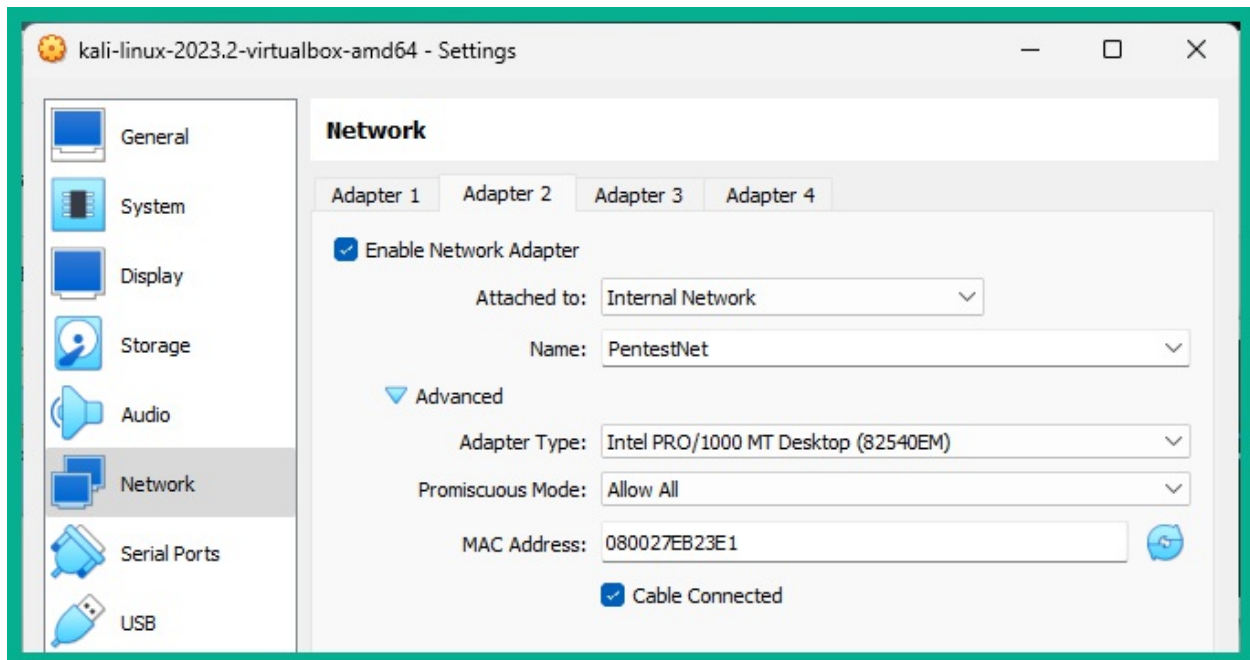 kali-linux-2023.2-virtualbox-amd64 - Settings
General
System
Display
Storage
Audio
Network
Serial Ports
USB
Network
Adapter 1 Adapter 2 Adapter 3 Adapter 4
Enable Network Adapter
Attached to: Internal Network
Name: PentestNet
Advanced
Adapter Type: Intel PRO/1000 MT Desktop (82540EM)
Promiscuous Mode: Allow All
MAC Address: 080027EB23E1
Cable Connected